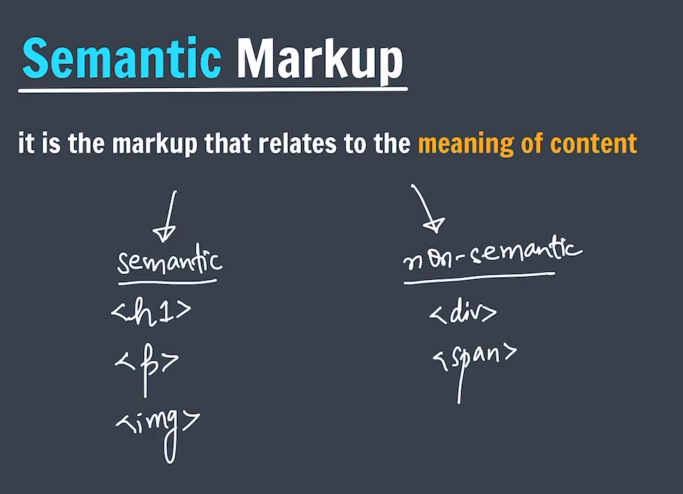 Semantic Markup
it is the markup that relates to the meaning of content
semantic
<h1>
<p>
<img>
non-semantic
<div>
<span>